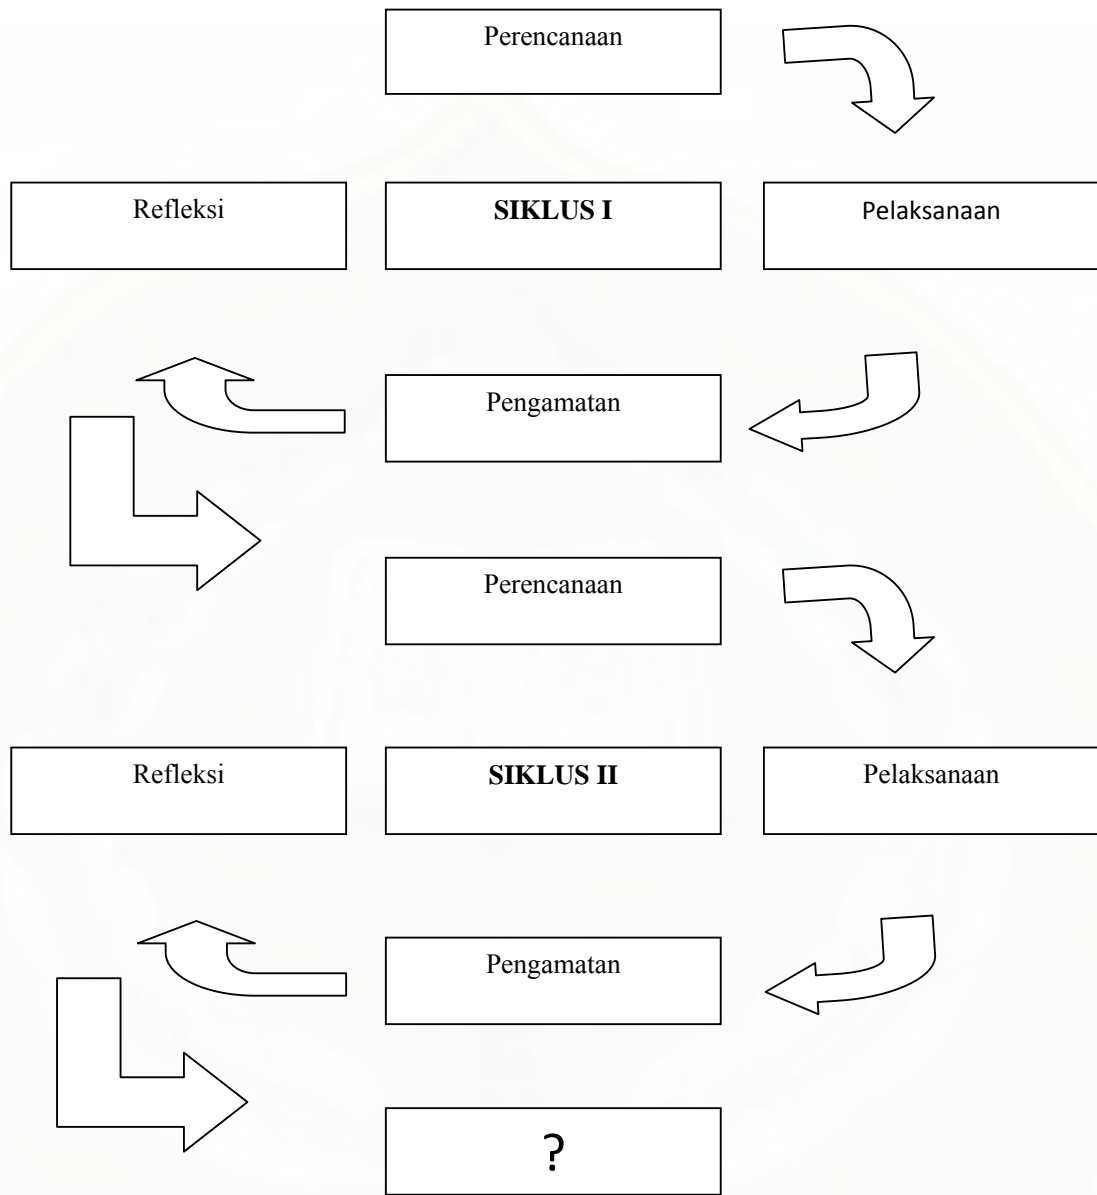 Perencanaan
Refleksi
SIKLUS I
Pelaksanaan
Pengamatan
Perencanaan
Refleksi
SIKLUS II
Pelaksanaan
Pengamatan
?